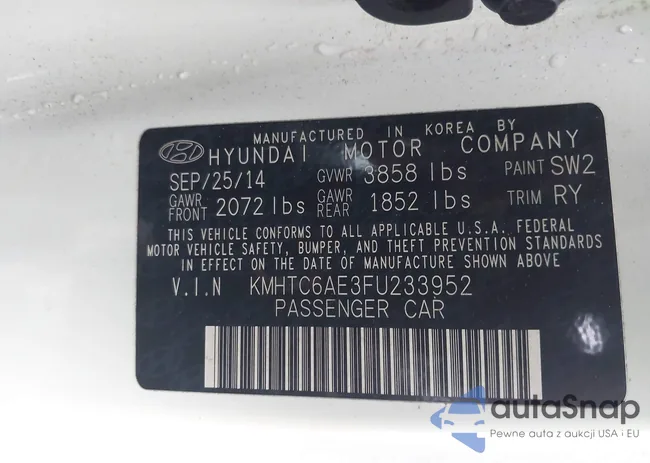 MANUFACTURED IN KOREA BY
HYUNDAI MOTOR COMPANY
SEP/25/14 GVWR 3858 lbs PAINT SW2
GAWR FRONT 2072 lbs GAWR REAR 1852 lbs TRIM RY
THIS VEHICLE CONFORMS TO ALL APPLICABLE U.S.A. FEDERAL
MOTOR VEHICLE SAFETY, BUMPER, AND THEFT PREVENTION STANDARDS
IN EFFECT ON THE DATE OF MANUFACTURE SHOWN ABOVE
V.I.N KMHTC6AE3FU233952
PASSENGER CAR
autoSnap
Pewne auta z aukcji USA i EU